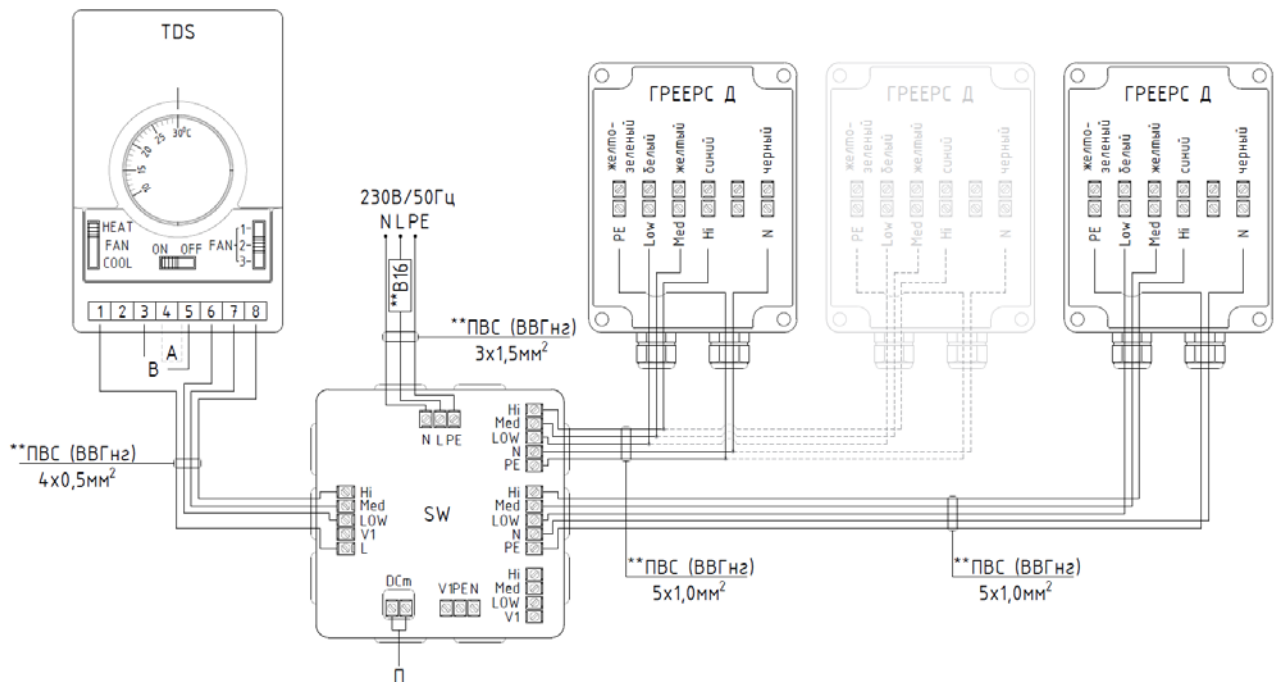 TDS
10
15
20
25
30°C
HEAT
FAN
COOL
ON OFF
FAN
1
2
3
1 2 3 4 5 6 7 8
A
B
**ПВС (ВВГнг)
4х0,5мм²
230В/50Гц
N L PE
**В16
**ПВС (ВВГнг)
3х1,5мм²
N L PE
SW
Hi
Med
LOW
V1
L
DCm
П
V1 PE N
Hi
Med
LOW
N
PE
Hi
Med
LOW
N
PE
Hi
Med
LOW
V1
**ПВС (ВВГнг)
5х1,0мм²
**ПВС (ВВГнг)
5х1,0мм²
ГРЕЕРС Д
желто-
зеленый
белый
желтый
синий
черный
PE
Low
Med
Hi
N
ГРЕЕРС Д
желто-
зеленый
белый
желтый
синий
черный
PE
Low
Med
Hi
N
ГРЕЕРС Д
желто-
зеленый
белый
желтый
синий
черный
PE
Low
Med
Hi
N